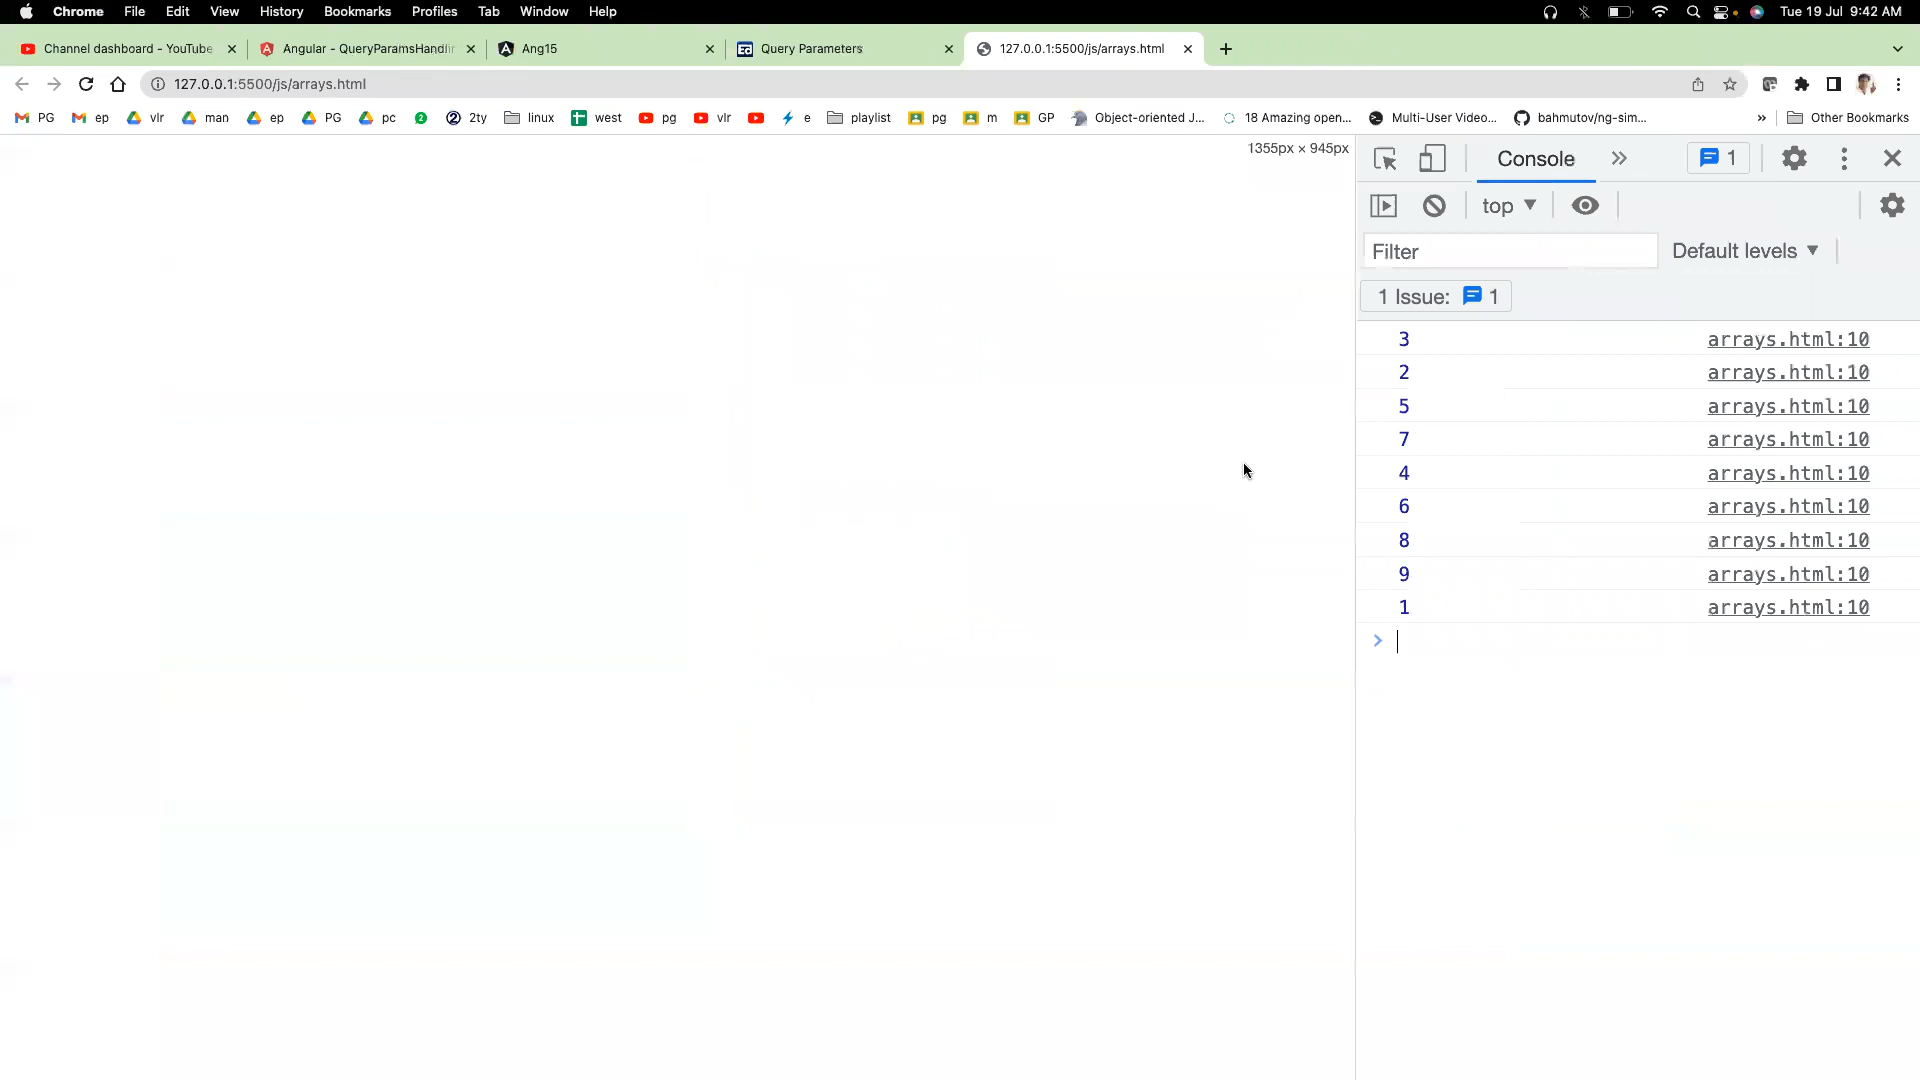 Chrome File Edit View History Bookmarks Profiles Tab Window Help Tue 19 Jul 9:42 AM
Channel dashboard - YouTube Angular - QueryParamsHandlin Ang15 Query Parameters 127.0.0.1:5500/js/arrays.html
127.0.0.1:5500/js/arrays.html
PG ep vlr man ep PG pc 2 2ty linux west pg vlr e playlist pg m GP Object-oriented J... 18 Amazing open... Multi-User Video... bahmutov/ng-sim... » Other Bookmarks
1355px × 945px
Console » 1
top
Filter Default levels
1 Issue: 1
3 arrays.html:10
2 arrays.html:10
5 arrays.html:10
7 arrays.html:10
4 arrays.html:10
6 arrays.html:10
8 arrays.html:10
9 arrays.html:10
1 arrays.html:10
>